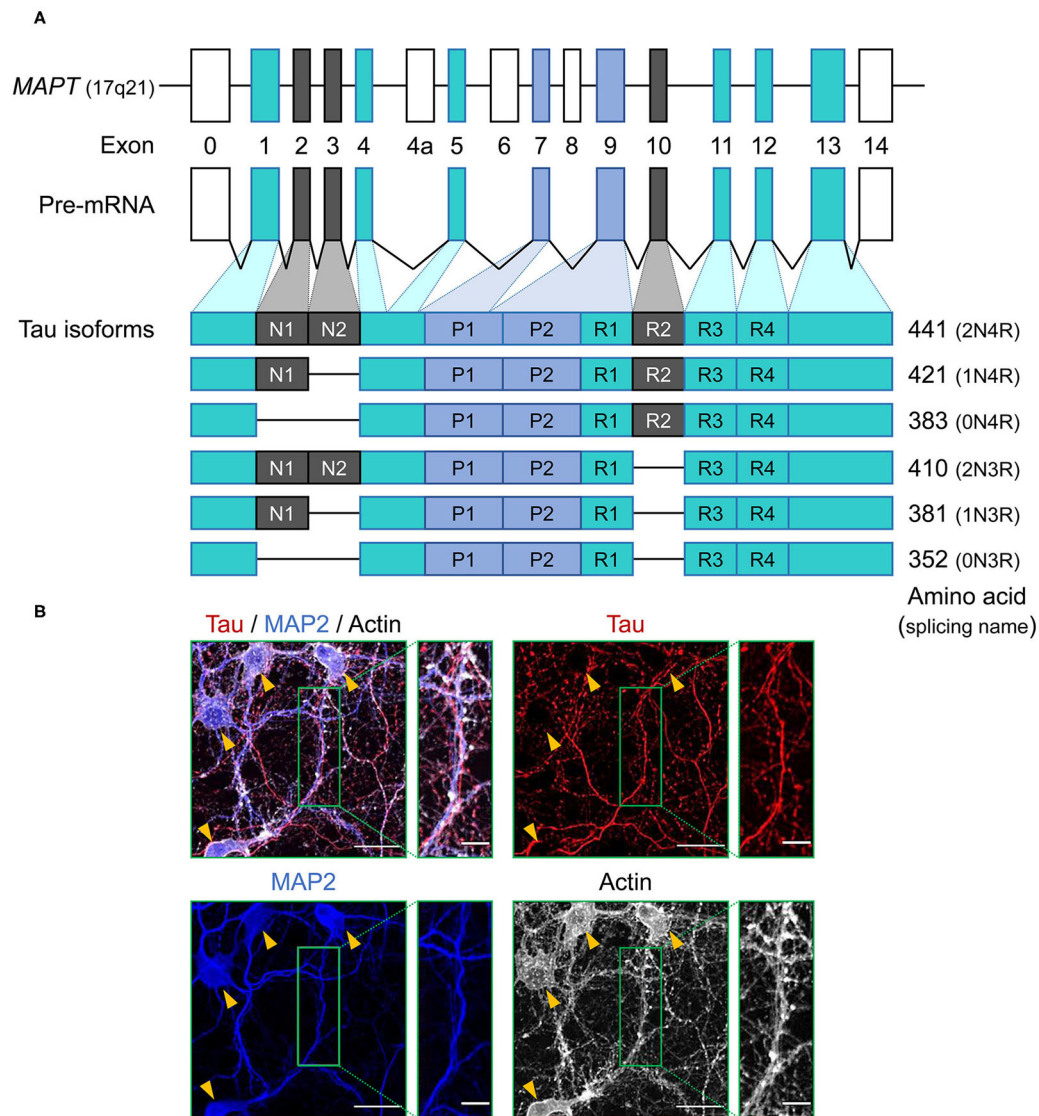 A
MAPT (17q21)
Exon 0 1 2 3 4 4a 5 6 7 8 9 10 11 12 13 14
Pre-mRNA
Tau isoforms N1 N2 P1 P2 R1 R2 R3 R4 441 (2N4R)
N1 P1 P2 R1 R2 R3 R4 421 (1N4R)
P1 P2 R1 R2 R3 R4 383 (0N4R)
N1 N2 P1 P2 R1 R3 R4 410 (2N3R)
N1 P1 P2 R1 R3 R4 381 (1N3R)
P1 P2 R1 R3 R4 352 (0N3R)
Amino acid
(splicing name)
B
Tau / MAP2 / Actin
Tau
MAP2
Actin